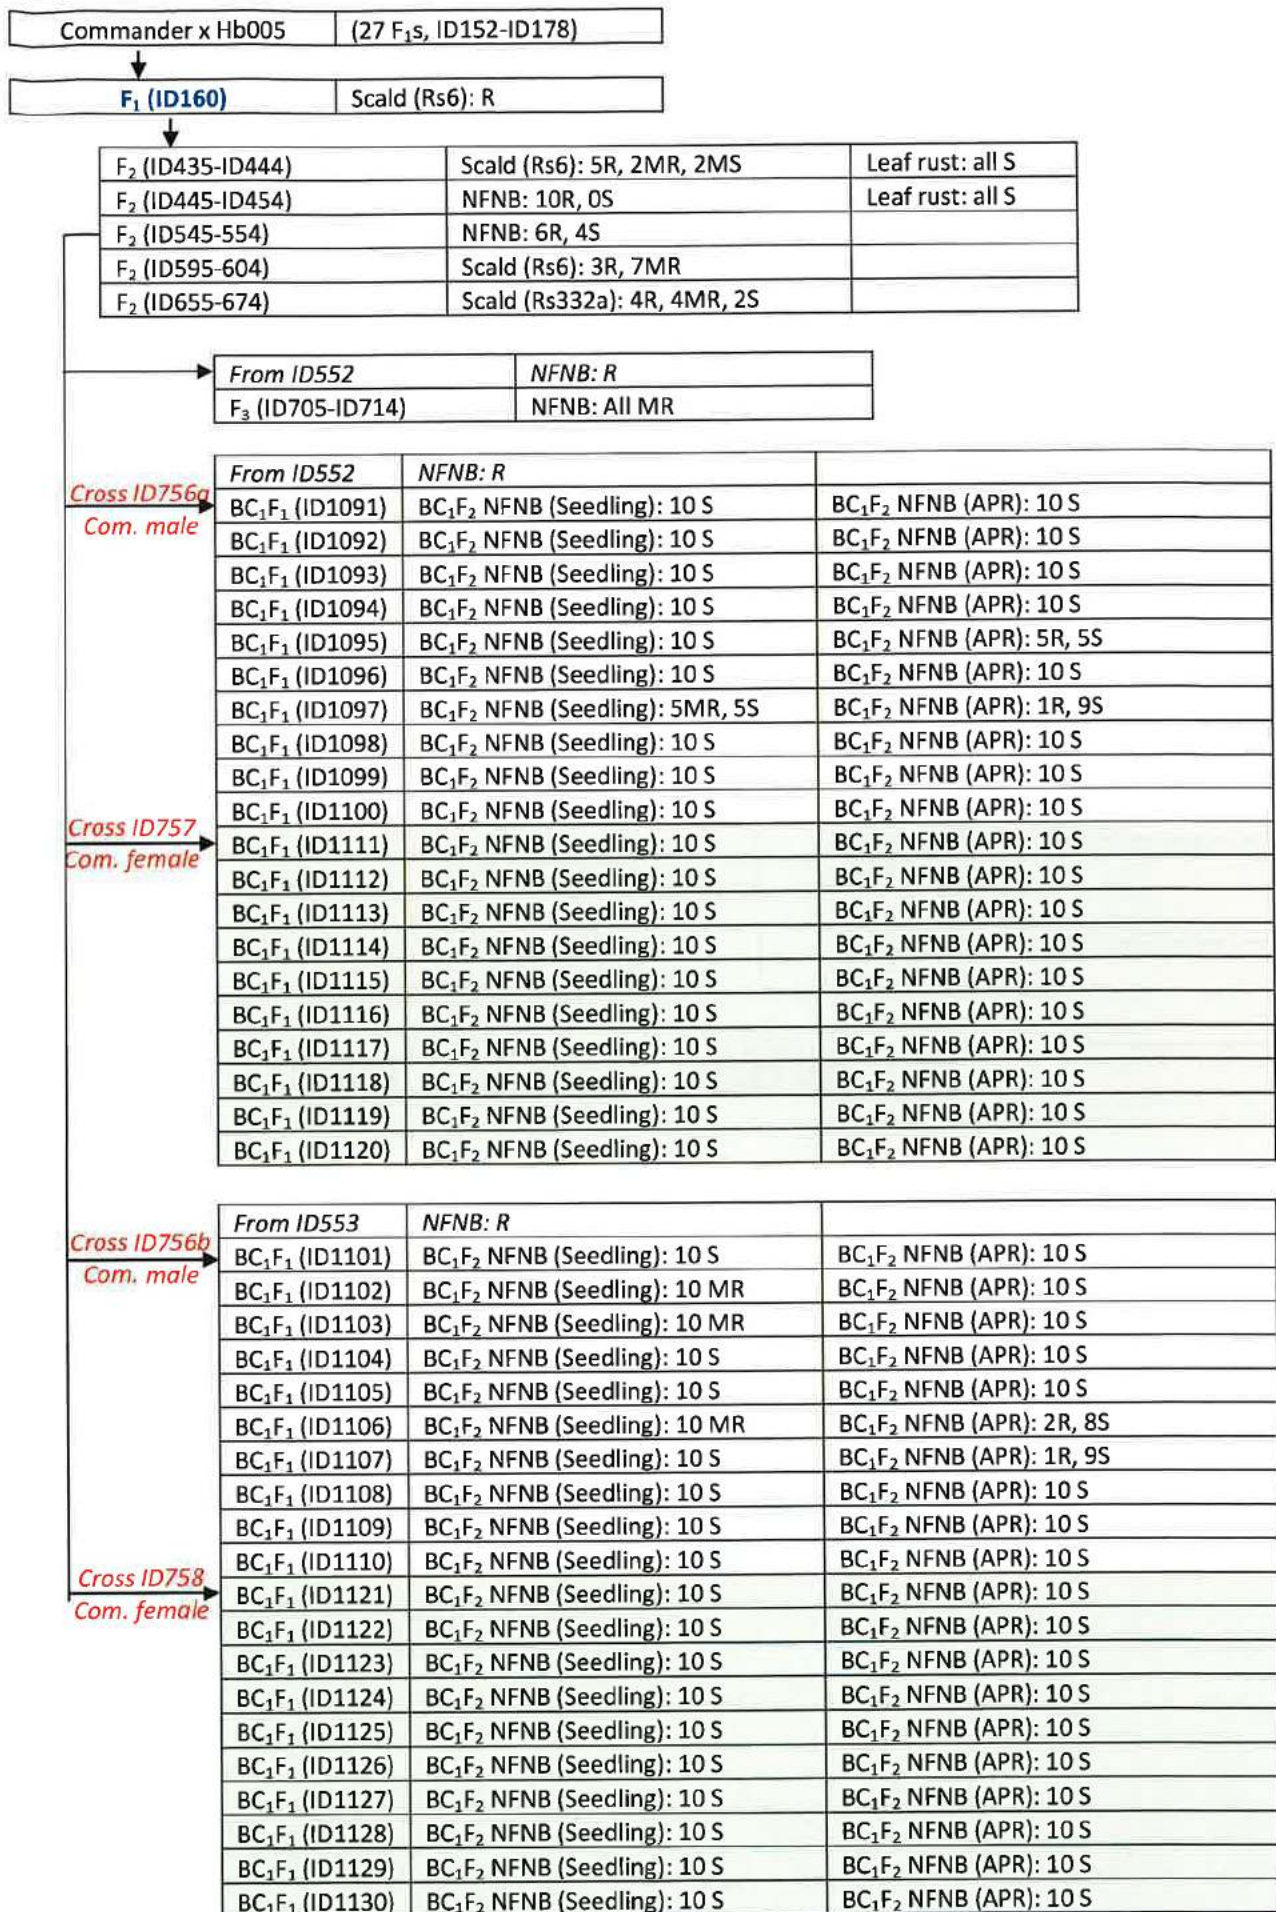 Commander x Hb005 (27 F₁s, ID152-ID178)
F₁ (ID160) Scald (Rs6): R
F₂ (ID435-ID444) Scald (Rs6): 5R, 2MR, 2MS Leaf rust: all S
F₂ (ID445-ID454) NFNB: 10R, 0S Leaf rust: all S
F₂ (ID545-554) NFNB: 6R, 4S
F₂ (ID595-604) Scald (Rs6): 3R, 7MR
F₂ (ID655-674) Scald (Rs332a): 4R, 4MR, 2S
From ID552 NFNB: R
F₃ (ID705-ID714) NFNB: All MR
From ID552 NFNB: R
Cross ID756a
Com. male
BC₁F₁ (ID1091) BC₁F₂ NFNB (Seedling): 10 S BC₁F₂ NFNB (APR): 10 S
BC₁F₁ (ID1092) BC₁F₂ NFNB (Seedling): 10 S BC₁F₂ NFNB (APR): 10 S
BC₁F₁ (ID1093) BC₁F₂ NFNB (Seedling): 10 S BC₁F₂ NFNB (APR): 10 S
BC₁F₁ (ID1094) BC₁F₂ NFNB (Seedling): 10 S BC₁F₂ NFNB (APR): 10 S
BC₁F₁ (ID1095) BC₁F₂ NFNB (Seedling): 10 S BC₁F₂ NFNB (APR): 5R, 5S
BC₁F₁ (ID1096) BC₁F₂ NFNB (Seedling): 10 S BC₁F₂ NFNB (APR): 10 S
BC₁F₁ (ID1097) BC₁F₂ NFNB (Seedling): 5MR, 5S BC₁F₂ NFNB (APR): 1R, 9S
BC₁F₁ (ID1098) BC₁F₂ NFNB (Seedling): 10 S BC₁F₂ NFNB (APR): 10 S
BC₁F₁ (ID1099) BC₁F₂ NFNB (Seedling): 10 S BC₁F₂ NFNB (APR): 10 S
BC₁F₁ (ID1100) BC₁F₂ NFNB (Seedling): 10 S BC₁F₂ NFNB (APR): 10 S
Cross ID757
Com. female
BC₁F₁ (ID1111) BC₁F₂ NFNB (Seedling): 10 S BC₁F₂ NFNB (APR): 10 S
BC₁F₁ (ID1112) BC₁F₂ NFNB (Seedling): 10 S BC₁F₂ NFNB (APR): 10 S
BC₁F₁ (ID1113) BC₁F₂ NFNB (Seedling): 10 S BC₁F₂ NFNB (APR): 10 S
BC₁F₁ (ID1114) BC₁F₂ NFNB (Seedling): 10 S BC₁F₂ NFNB (APR): 10 S
BC₁F₁ (ID1115) BC₁F₂ NFNB (Seedling): 10 S BC₁F₂ NFNB (APR): 10 S
BC₁F₁ (ID1116) BC₁F₂ NFNB (Seedling): 10 S BC₁F₂ NFNB (APR): 10 S
BC₁F₁ (ID1117) BC₁F₂ NFNB (Seedling): 10 S BC₁F₂ NFNB (APR): 10 S
BC₁F₁ (ID1118) BC₁F₂ NFNB (Seedling): 10 S BC₁F₂ NFNB (APR): 10 S
BC₁F₁ (ID1119) BC₁F₂ NFNB (Seedling): 10 S BC₁F₂ NFNB (APR): 10 S
BC₁F₁ (ID1120) BC₁F₂ NFNB (Seedling): 10 S BC₁F₂ NFNB (APR): 10 S
From ID553 NFNB: R
Cross ID756b
Com. male
BC₁F₁ (ID1101) BC₁F₂ NFNB (Seedling): 10 S BC₁F₂ NFNB (APR): 10 S
BC₁F₁ (ID1102) BC₁F₂ NFNB (Seedling): 10 MR BC₁F₂ NFNB (APR): 10 S
BC₁F₁ (ID1103) BC₁F₂ NFNB (Seedling): 10 MR BC₁F₂ NFNB (APR): 10 S
BC₁F₁ (ID1104) BC₁F₂ NFNB (Seedling): 10 S BC₁F₂ NFNB (APR): 10 S
BC₁F₁ (ID1105) BC₁F₂ NFNB (Seedling): 10 S BC₁F₂ NFNB (APR): 10 S
BC₁F₁ (ID1106) BC₁F₂ NFNB (Seedling): 10 MR BC₁F₂ NFNB (APR): 2R, 8S
BC₁F₁ (ID1107) BC₁F₂ NFNB (Seedling): 10 S BC₁F₂ NFNB (APR): 1R, 9S
BC₁F₁ (ID1108) BC₁F₂ NFNB (Seedling): 10 S BC₁F₂ NFNB (APR): 10 S
BC₁F₁ (ID1109) BC₁F₂ NFNB (Seedling): 10 S BC₁F₂ NFNB (APR): 10 S
BC₁F₁ (ID1110) BC₁F₂ NFNB (Seedling): 10 S BC₁F₂ NFNB (APR): 10 S
Cross ID758
Com. female
BC₁F₁ (ID1121) BC₁F₂ NFNB (Seedling): 10 S BC₁F₂ NFNB (APR): 10 S
BC₁F₁ (ID1122) BC₁F₂ NFNB (Seedling): 10 S BC₁F₂ NFNB (APR): 10 S
BC₁F₁ (ID1123) BC₁F₂ NFNB (Seedling): 10 S BC₁F₂ NFNB (APR): 10 S
BC₁F₁ (ID1124) BC₁F₂ NFNB (Seedling): 10 S BC₁F₂ NFNB (APR): 10 S
BC₁F₁ (ID1125) BC₁F₂ NFNB (Seedling): 10 S BC₁F₂ NFNB (APR): 10 S
BC₁F₁ (ID1126) BC₁F₂ NFNB (Seedling): 10 S BC₁F₂ NFNB (APR): 10 S
BC₁F₁ (ID1127) BC₁F₂ NFNB (Seedling): 10 S BC₁F₂ NFNB (APR): 10 S
BC₁F₁ (ID1128) BC₁F₂ NFNB (Seedling): 10 S BC₁F₂ NFNB (APR): 10 S
BC₁F₁ (ID1129) BC₁F₂ NFNB (Seedling): 10 S BC₁F₂ NFNB (APR): 10 S
BC₁F₁ (ID1130) BC₁F₂ NFNB (Seedling): 10 S BC₁F₂ NFNB (APR): 10 S